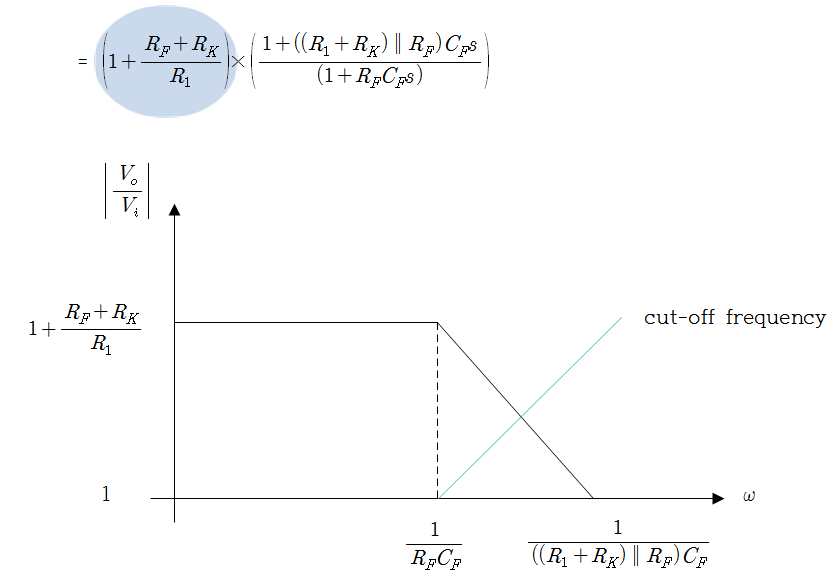 = (1 + (R_F + R_K) / R_1) × ((1 + ((R_1 + R_K) ∥ R_F) C_F s) / (1 + R_F C_F s))
|V_o / V_i|
1 + (R_F + R_K) / R_1
cut-off frequency
1
ω
1 / (R_F C_F)
1 / (((R_1 + R_K) ∥ R_F) C_F)